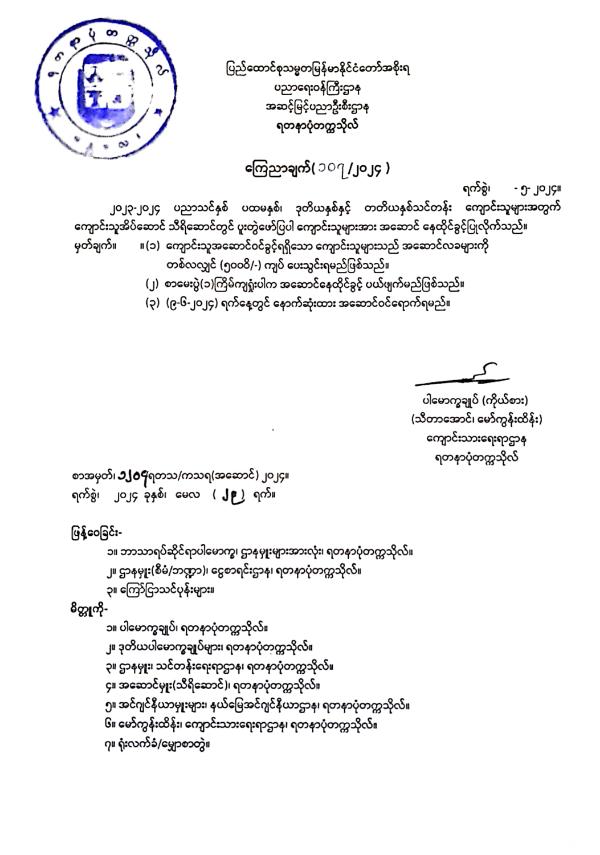 ရတနာပုံတက္ကသိုလ်
မန္တလေး
ပြည်ထောင်စုသမ္မတမြန်မာနိုင်ငံတော်အစိုးရ
ပညာရေးဝန်ကြီးဌာန
အဆင့်မြင့်ပညာဦးစီးဌာန
ရတနာပုံတက္ကသိုလ်
ကြေညာချက်(၁၀၇/၂၀၂၄ )
ရက်စွဲ၊ -၅-၂၀၂၄။
၂၀၂၃-၂၀၂၄ ပညာသင်နှစ် ပထမနှစ်၊ ဒုတိယနှစ်နှင့် တတိယနှစ်သင်တန်း ကျောင်းသူများအတွက်
ကျောင်းသူအိပ်ဆောင် သီရိဆောင်တွင် ပူးတွဲဖော်ပြပါ ကျောင်းသူများအား အဆောင် နေထိုင်ခွင့်ပြုလိုက်သည်။
မှတ်ချက်။ ။(၁) ကျောင်းသူအဆောင်ဝင်ခွင့်ရရှိသော ကျောင်းသူများသည် အဆောင်လခများကို
တစ်လလျှင် (၅၀၀၀ိ/-) ကျပ် ပေးသွင်းရမည်ဖြစ်သည်။
(၂) စာမေးပွဲ(၁)ကြိမ်ကျရှုံးပါက အဆောင်နေထိုင်ခွင့် ပယ်ဖျက်မည်ဖြစ်သည်။
(၃) (၉-၆-၂၀၂၄) ရက်နေ့တွင် နောက်ဆုံးထား အဆောင်ဝင်ရောက်ရမည်။
ပါမောက္ခချုပ် (ကိုယ်စား)
(သီတာအောင်၊ မော်ကွန်းထိန်း)
ကျောင်းသားရေးရာဌာန
ရတနာပုံတက္ကသိုလ်
စာအမှတ်၊ ၁၂၀၇ရတသ/ကသရ(အဆောင်) ၂၀၂၄။
ရက်စွဲ၊ ၂၀၂၄ ခုနှစ်၊ မေလ (၂၉) ရက်။
ဖြန့်ဝေခြင်း-
၁။ ဘာသာရပ်ဆိုင်ရာပါမောက္ခ၊ ဌာနမှူးများအားလုံး၊ ရတနာပုံတက္ကသိုလ်။
၂။ ဌာနမှူး(စီမံ/ဘဏ္ဍာ)၊ ငွေစာရင်းဌာန၊ ရတနာပုံတက္ကသိုလ်။
၃။ ကြော်ငြာသင်ပုန်းများ။
မိတ္တူကို-
၁။ ပါမောက္ခချုပ်၊ ရတနာပုံတက္ကသိုလ်။
၂။ ဒုတိယပါမောက္ခချုပ်များ၊ ရတနာပုံတက္ကသိုလ်။
၃။ ဌာနမှူး၊ သင်တန်းရေးရာဌာန၊ ရတနာပုံတက္ကသိုလ်။
၄။ အဆောင်မှူး(သီရိဆောင်)၊ ရတနာပုံတက္ကသိုလ်။
၅။ အင်ဂျင်နီယာမှူးများ၊ နယ်မြေအင်ဂျင်နီယာဌာန၊ ရတနာပုံတက္ကသိုလ်။
၆။ မော်ကွန်းထိန်း၊ ကျောင်းသားရေးရာဌာန၊ ရတနာပုံတက္ကသိုလ်။
၇။ ရုံးလက်ခံ/မျှောစာတွဲ။